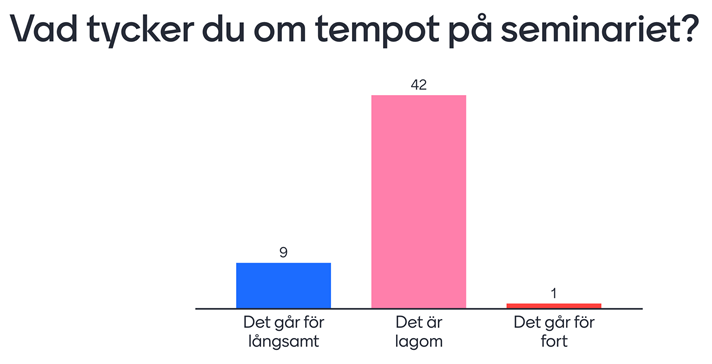 Vad tycker du om tempot på seminariet?
42
9
1
Det går för
långsamt
Det är
lagom
Det går för
fort